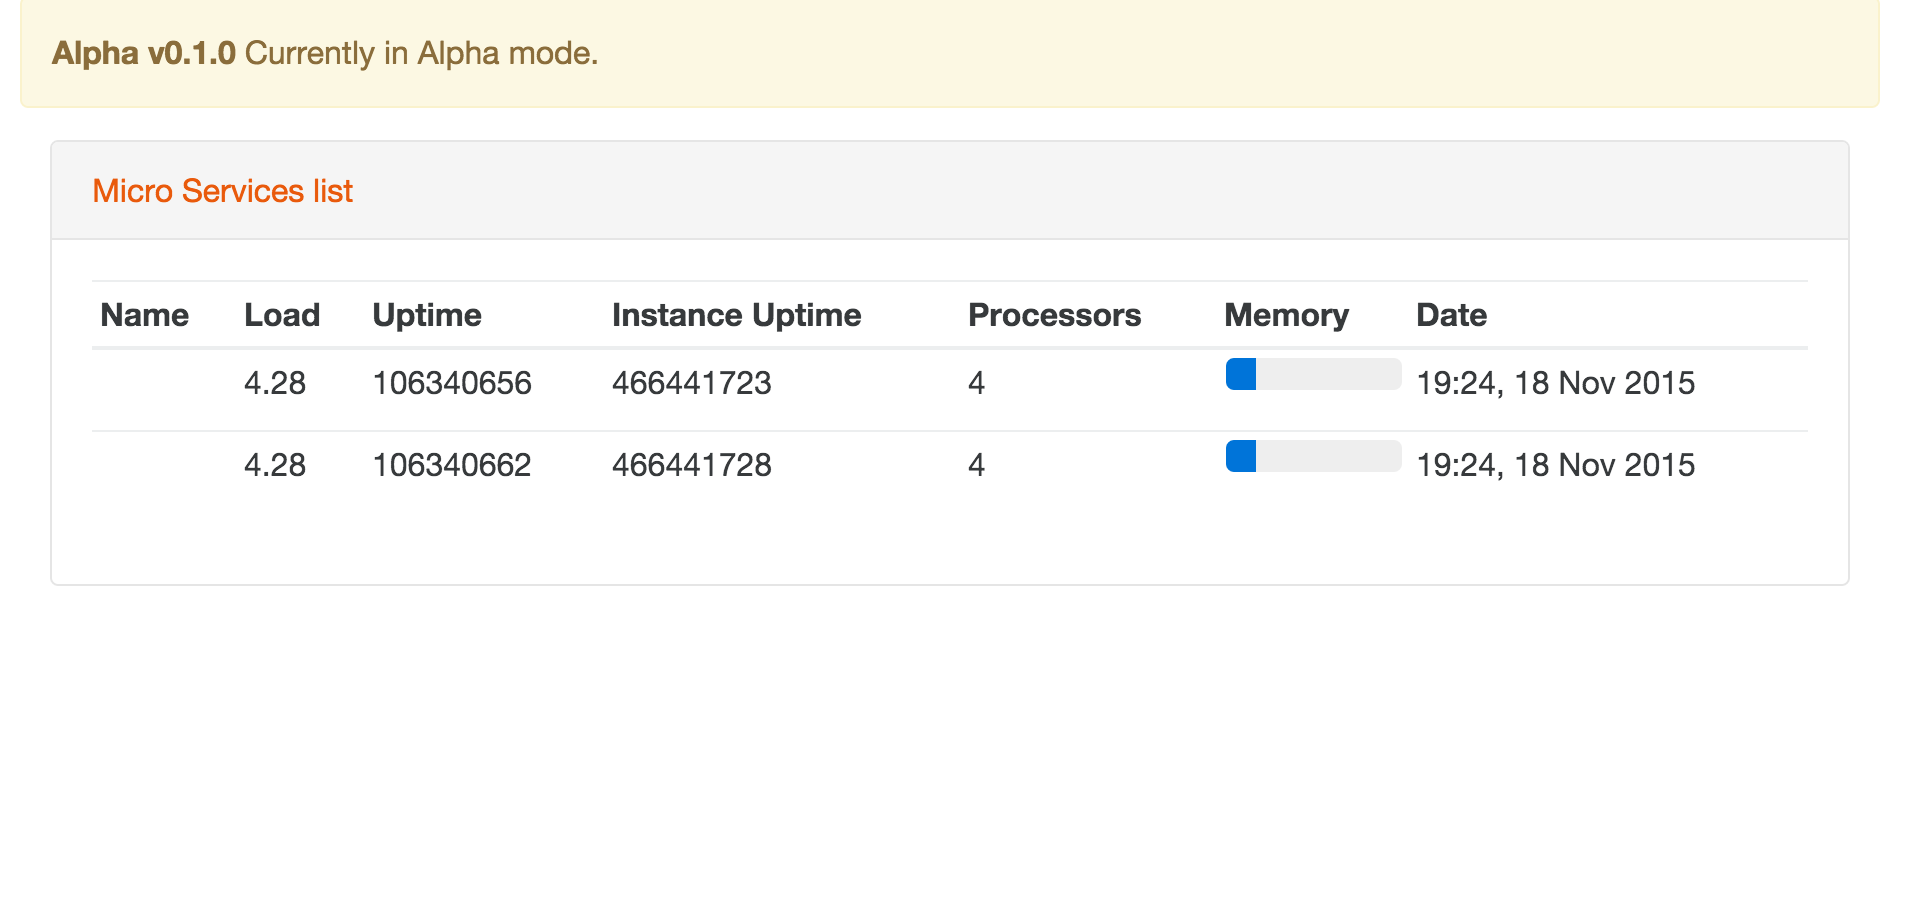 Alpha v0.1.0 Currently in Alpha mode.
Micro Services list
Name Load Uptime Instance Uptime Processors Memory Date
4.28 106340656 466441723 4 19:24, 18 Nov 2015
4.28 106340662 466441728 4 19:24, 18 Nov 2015